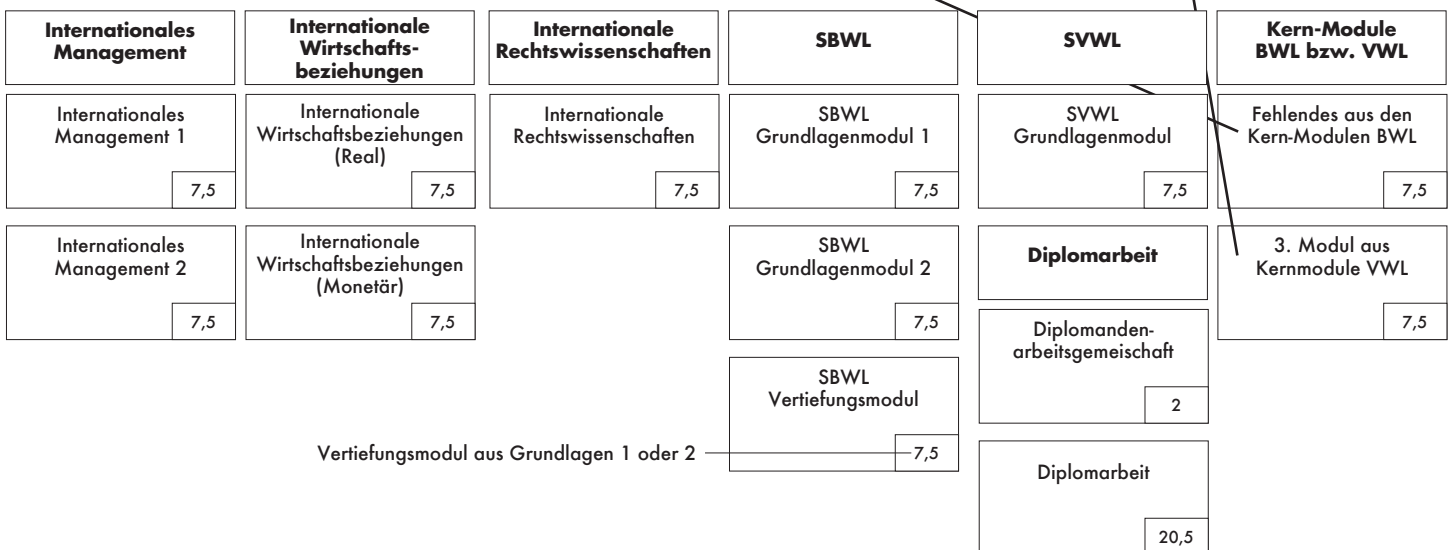 Internationales
Management
Internationale
Wirtschafts-
beziehungen
Internationale
Rechtswissenschaften
SBWL
SVWL
Kern-Module
BWL bzw. VWL
Internationales
Management 1
7,5
Internationale
Wirtschaftsbeziehungen
(Real)
7,5
Internationale
Rechtswissenschaften
7,5
SBWL
Grundlagenmodul 1
7,5
SVWL
Grundlagenmodul
7,5
Fehlendes aus den
Kern-Modulen BWL
7,5
Internationales
Management 2
7,5
Internationale
Wirtschaftsbeziehungen
(Monetär)
7,5
SBWL
Grundlagenmodul 2
7,5
Diplomarbeit
3. Modul aus
Kernmodule VWL
7,5
Diplomanden-
arbeitsgemeischaft
2
SBWL
Vertiefungsmodul
7,5
Vertiefungsmodul aus Grundlagen 1 oder 2
Diplomarbeit
20,5